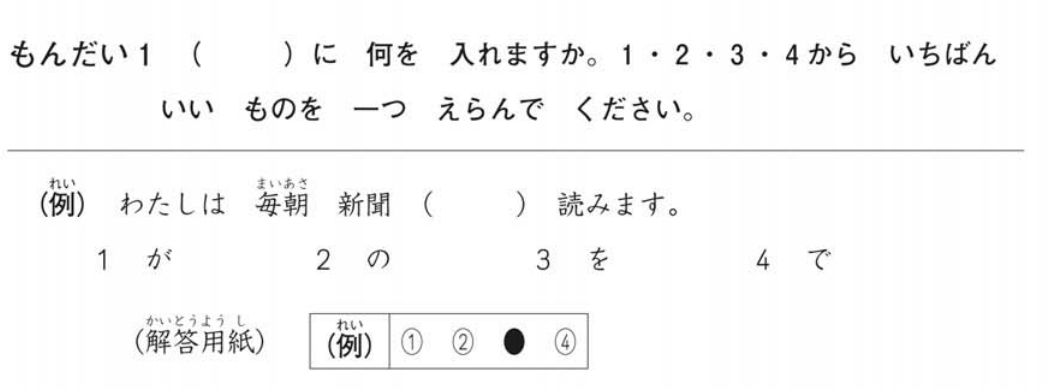 もんだい1 （　　　）に 何を 入れますか。1・2・3・4から いちばん
いい ものを 一つ えらんで ください。
れい まいあさ
(例) わたしは 毎朝 新聞 （　　　） 読みます。
1 が 2 の 3 を 4 で
かいとうようし れい
(解答用紙) (例) ① ② ● ④